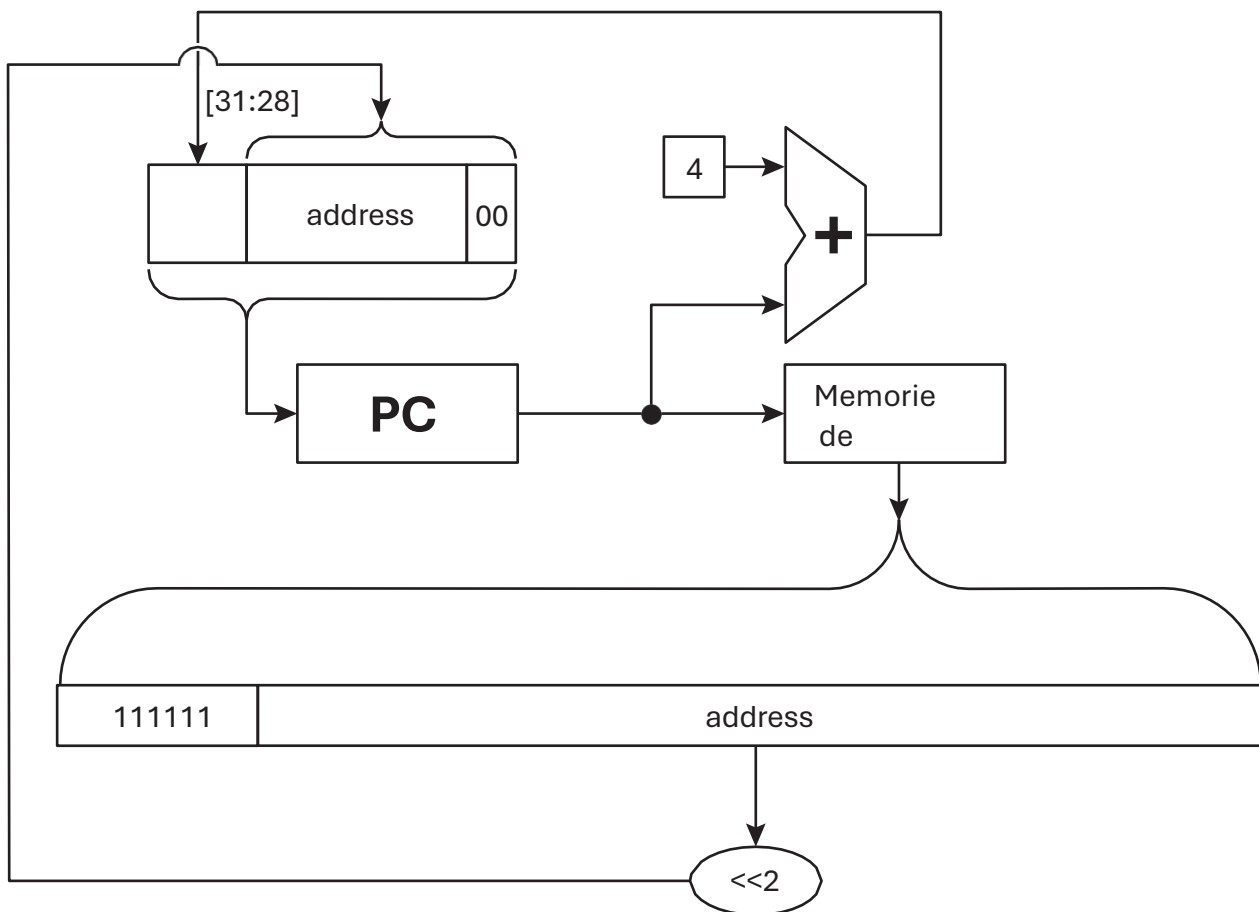 [31:28]
4
address
00
+
PC
Memorie
de
111111
address
<<2